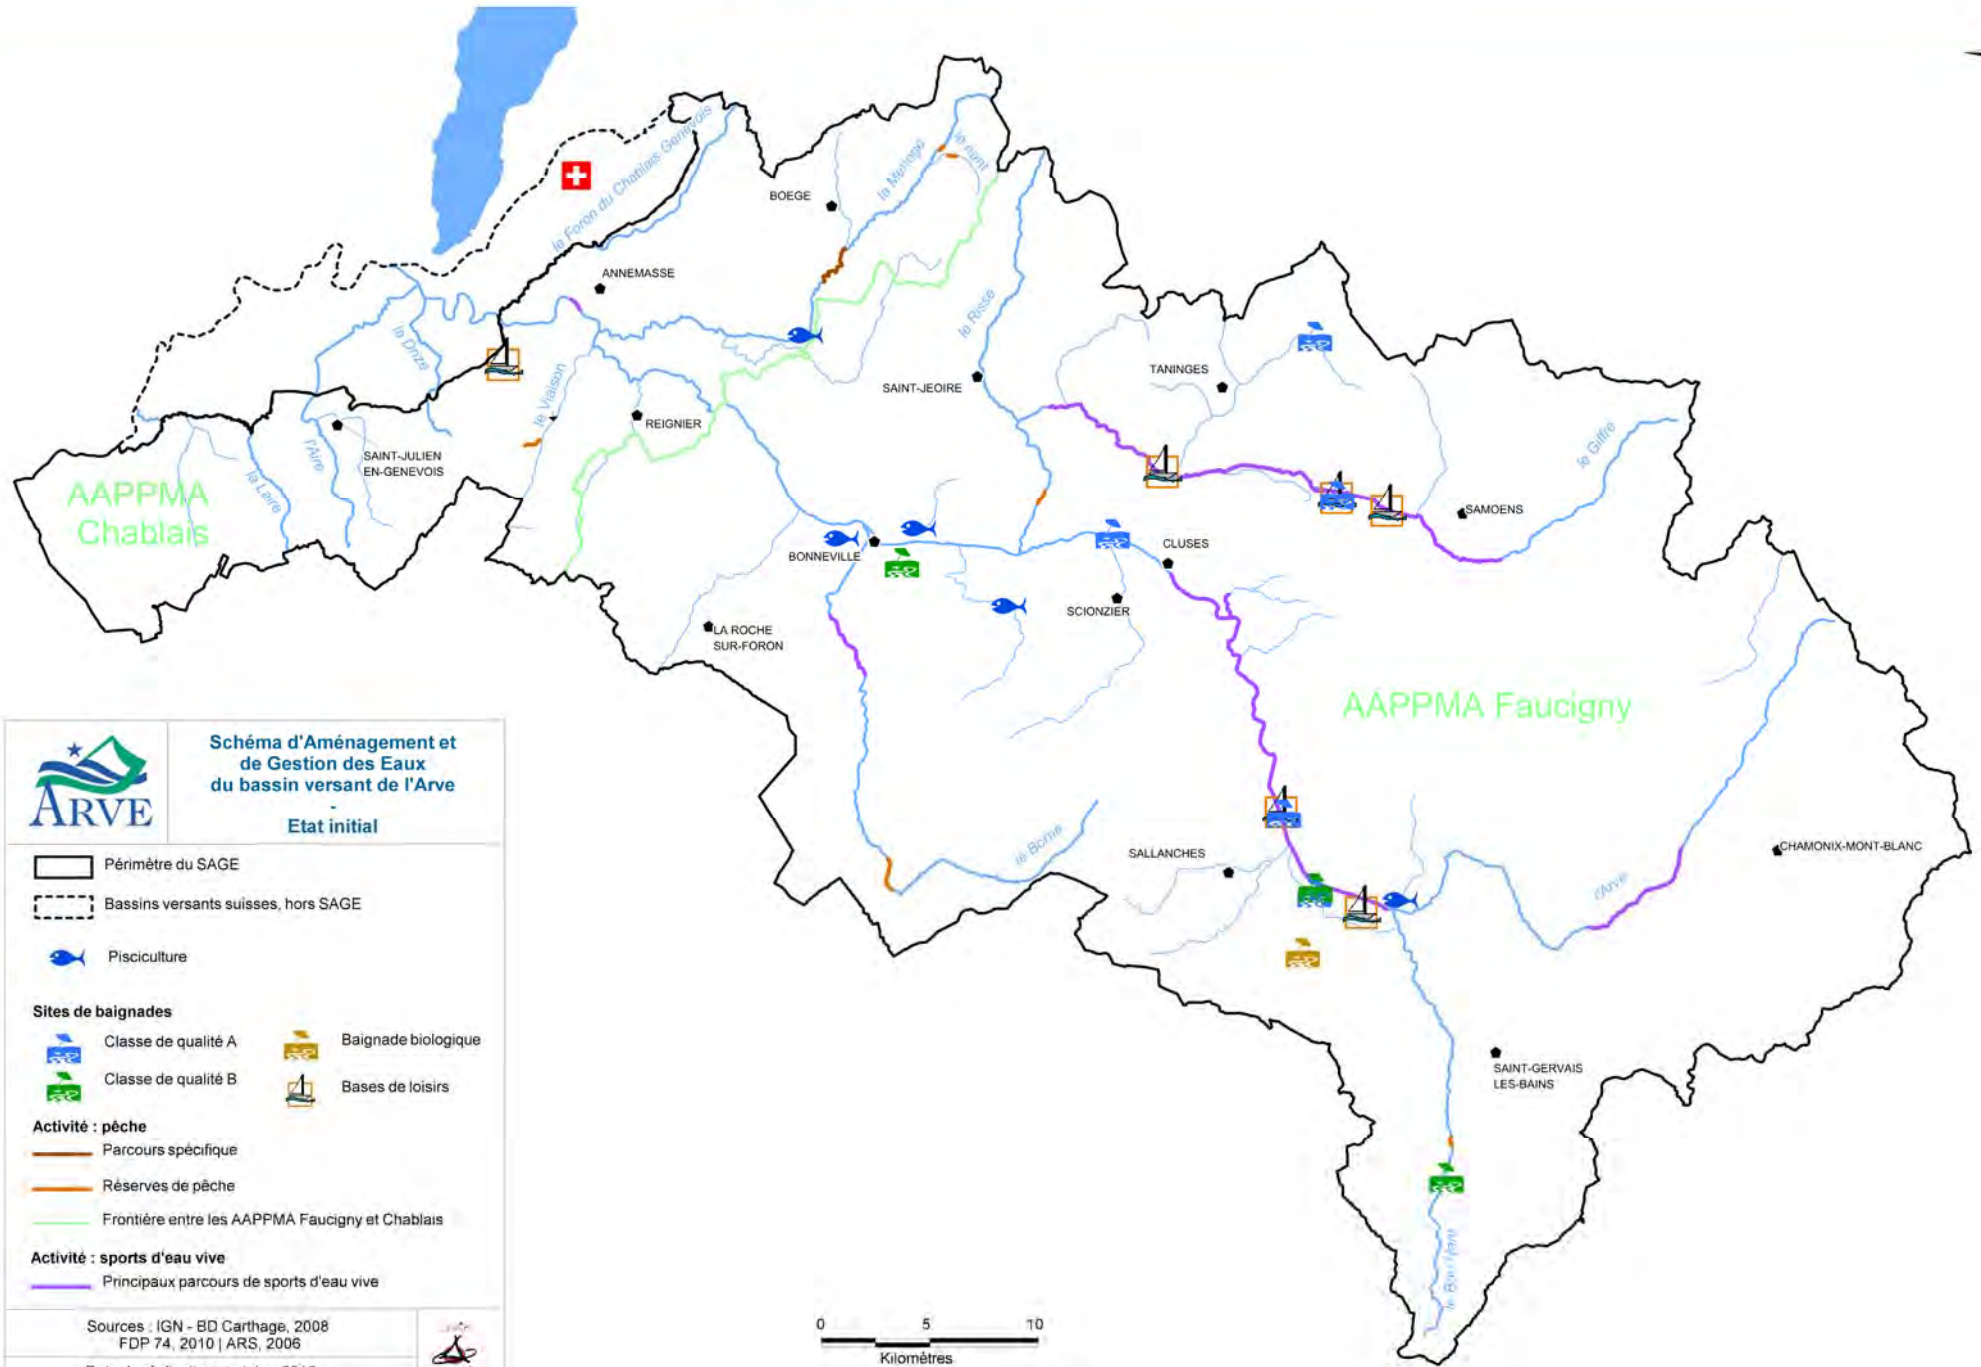 le Foron du Chablais Genevois
la Menoge
le nant
BOEGE
ANNEMASSE
le Risse
la Drize
le Viaison
SAINT-JEOIRE
TANINGES
REIGNIER
SAINT-JULIEN
EN-GENEVOIS
l'Aire
la Laire
le Giffre
AAPPMA
Chablais
SAMOENS
BONNEVILLE
CLUSES
SCIONZIER
LA ROCHE
SUR-FORON
AAPPMA Faucigny
le Borne
SALLANCHES
CHAMONIX-MONT-BLANC
l'Arve
SAINT-GERVAIS
LES-BAINS
le Bon Nant
ARVE
Schéma d'Aménagement et
de Gestion des Eaux
du bassin versant de l'Arve
-
Etat initial
Périmètre du SAGE
Bassins versants suisses, hors SAGE
Pisciculture
Sites de baignades
Classe de qualité A
Baignade biologique
Classe de qualité B
Bases de loisirs
Activité : pêche
Parcours spécifique
Réserves de pêche
Frontière entre les AAPPMA Faucigny et Chablais
Activité : sports d'eau vive
Principaux parcours de sports d'eau vive
Sources : IGN - BD Carthage, 2008
FDP 74, 2010 | ARS, 2006
0 5 10
Kilomètres